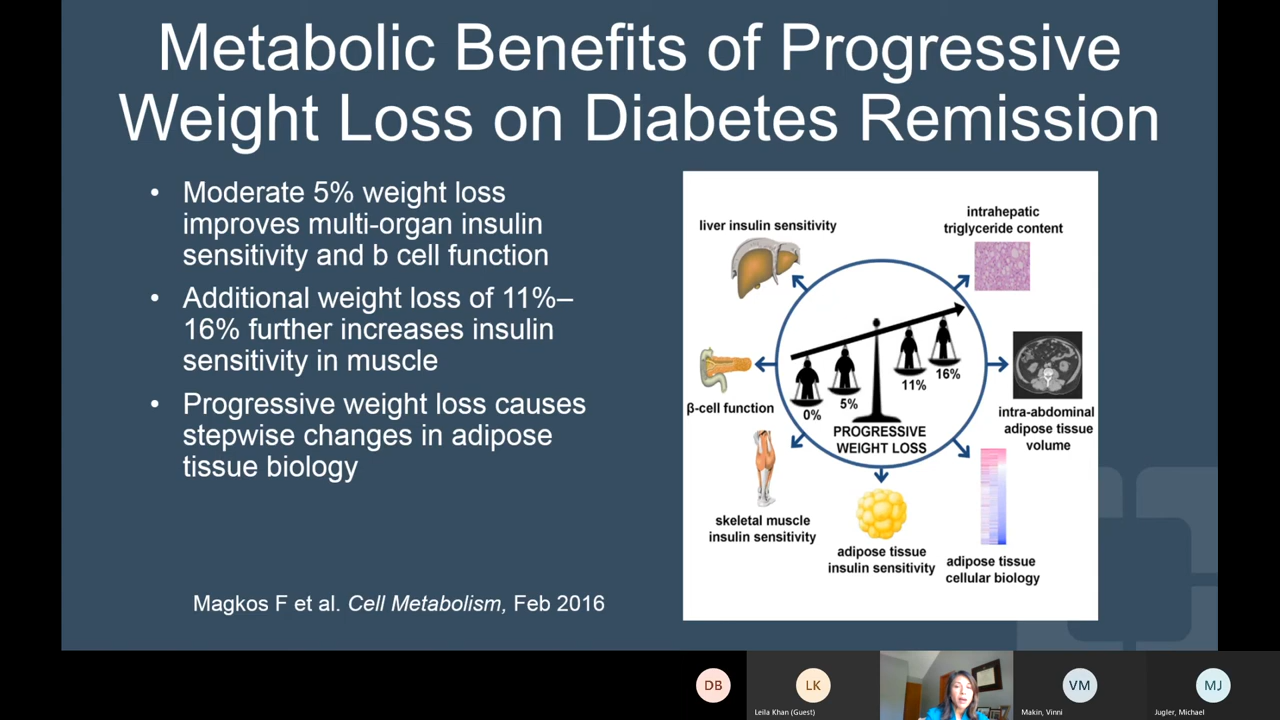 Metabolic Benefits of Progressive
Weight Loss on Diabetes Remission
• Moderate 5% weight loss
improves multi-organ insulin
sensitivity and b cell function
• Additional weight loss of 11%–
16% further increases insulin
sensitivity in muscle
• Progressive weight loss causes
stepwise changes in adipose
tissue biology
Magkos F et al. Cell Metabolism, Feb 2016
liver insulin sensitivity
intrahepatic
triglyceride content
β-cell function
0%
5%
11%
16%
PROGRESSIVE
WEIGHT LOSS
intra-abdominal
adipose tissue
volume
skeletal muscle
insulin sensitivity
adipose tissue
insulin sensitivity
adipose tissue
cellular biology
DB
LK
Leila Khan (Guest)
VM
Makin, Vinni
MJ
Jugler, Michael